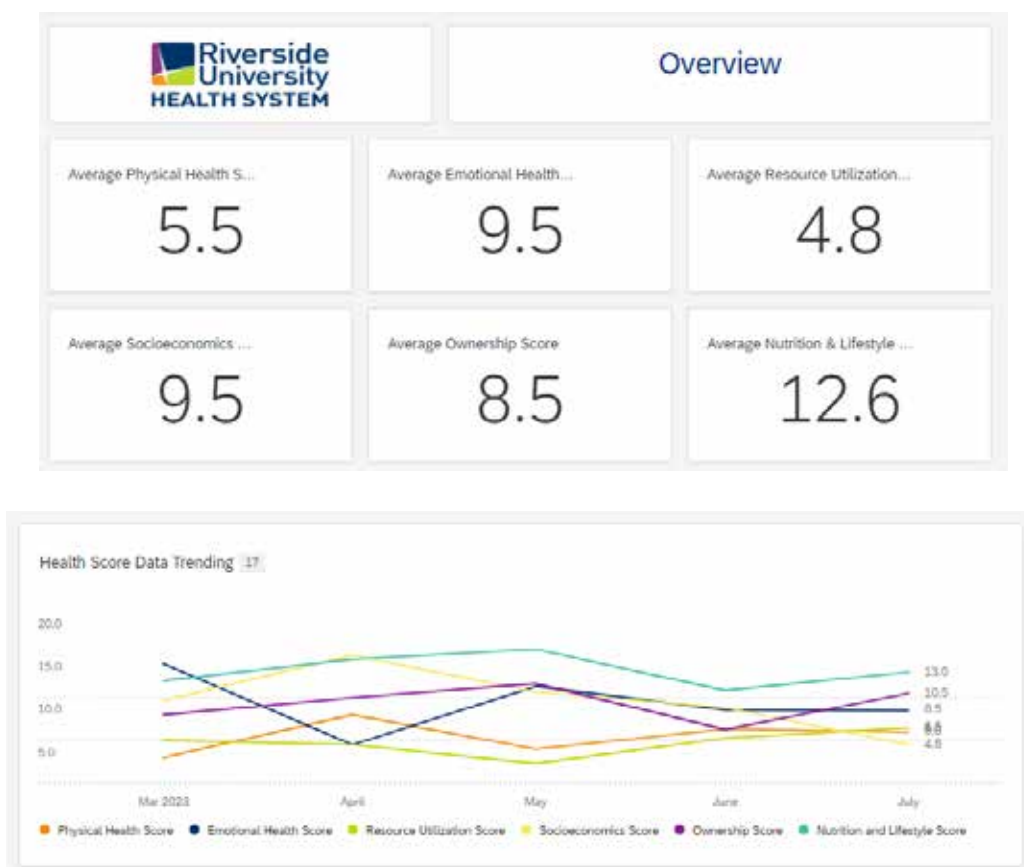 Riverside
University
HEALTH SYSTEM
Overview
Average Physical Health S...
5.5
Average Emotional Health...
9.5
Average Resource Utilization...
4.8
Average Socioeconomics ...
9.5
Average Ownership Score
8.5
Average Nutrition & Lifestyle ...
12.6
Health Score Data Trending 17
20.0
15.0
10.0
5.0
13.0
10.5
8.5
4.8
Mar 2023 April May June July
Physical Health Score Emotional Health Score Resource Utilization Score Socioeconomics Score Ownership Score Nutrition and Lifestyle Score